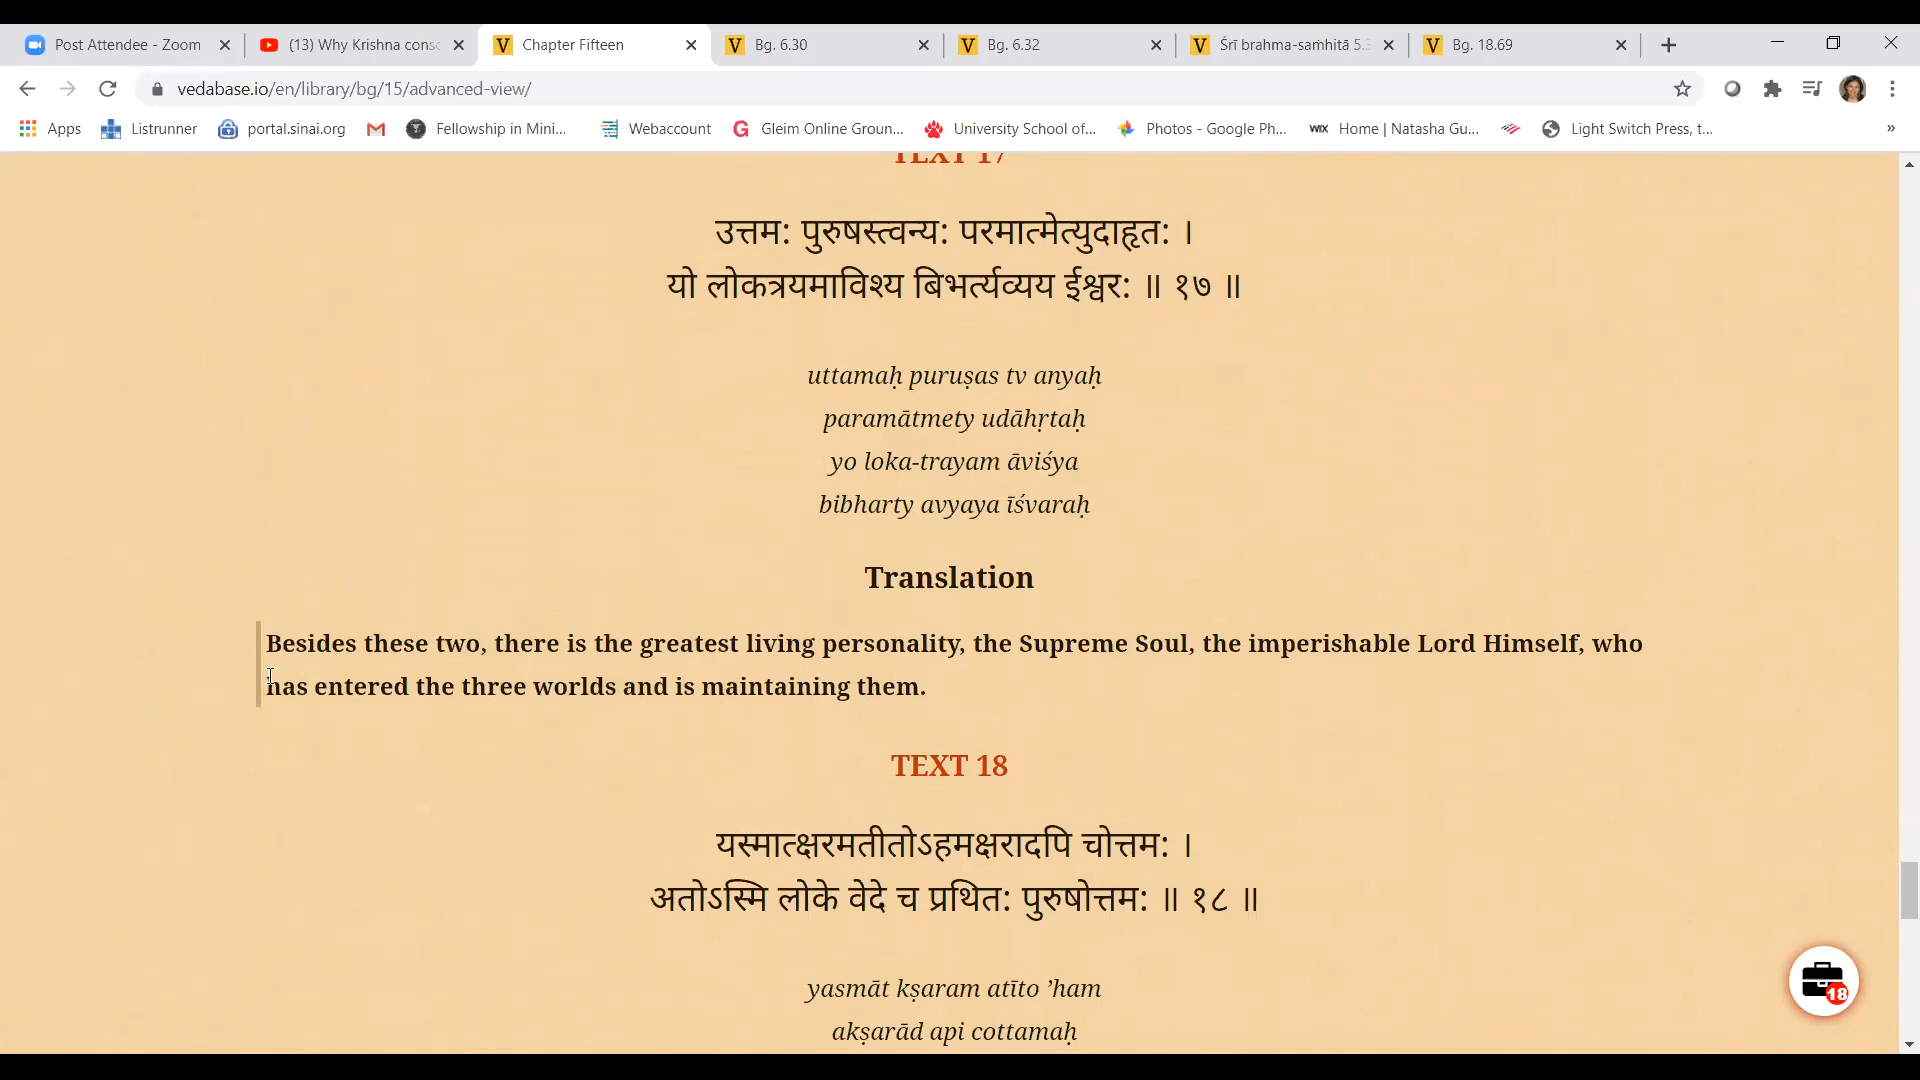 Post Attendee - Zoom
(13) Why Krishna consc
Chapter Fifteen
Bg. 6.30
Bg. 6.32
Śrī brahma-saṁhitā 5.3
Bg. 18.69
vedabase.io/en/library/bg/15/advanced-view/
Apps
Listrunner
portal.sinai.org
Fellowship in Mini...
Webaccount
Gleim Online Groun...
University School of...
Photos - Google Ph...
WIX Home | Natasha Gu...
Light Switch Press, t...
»
TEXT 17
उत्तम: पुरुषस्त्वन्य: परमात्मेत्युदाहृत: ।
यो लोकत्रयमाविश्य बिभर्त्यव्यय ईश्वर: ॥ १७ ॥
uttamaḥ puruṣas tv anyaḥ
paramātmety udāhṛtaḥ
yo loka-trayam āviśya
bibharty avyaya īśvaraḥ
Translation
Besides these two, there is the greatest living personality, the Supreme Soul, the imperishable Lord Himself, who
has entered the three worlds and is maintaining them.
TEXT 18
यस्मात्क्षरमतीतोऽहमक्षरादपि चोत्तम: ।
अतोऽस्मि लोके वेदे च प्रथित: पुरुषोत्तम: ॥ १८ ॥
yasmāt kṣaram atīto ’ham
akṣarād api cottamaḥ
18